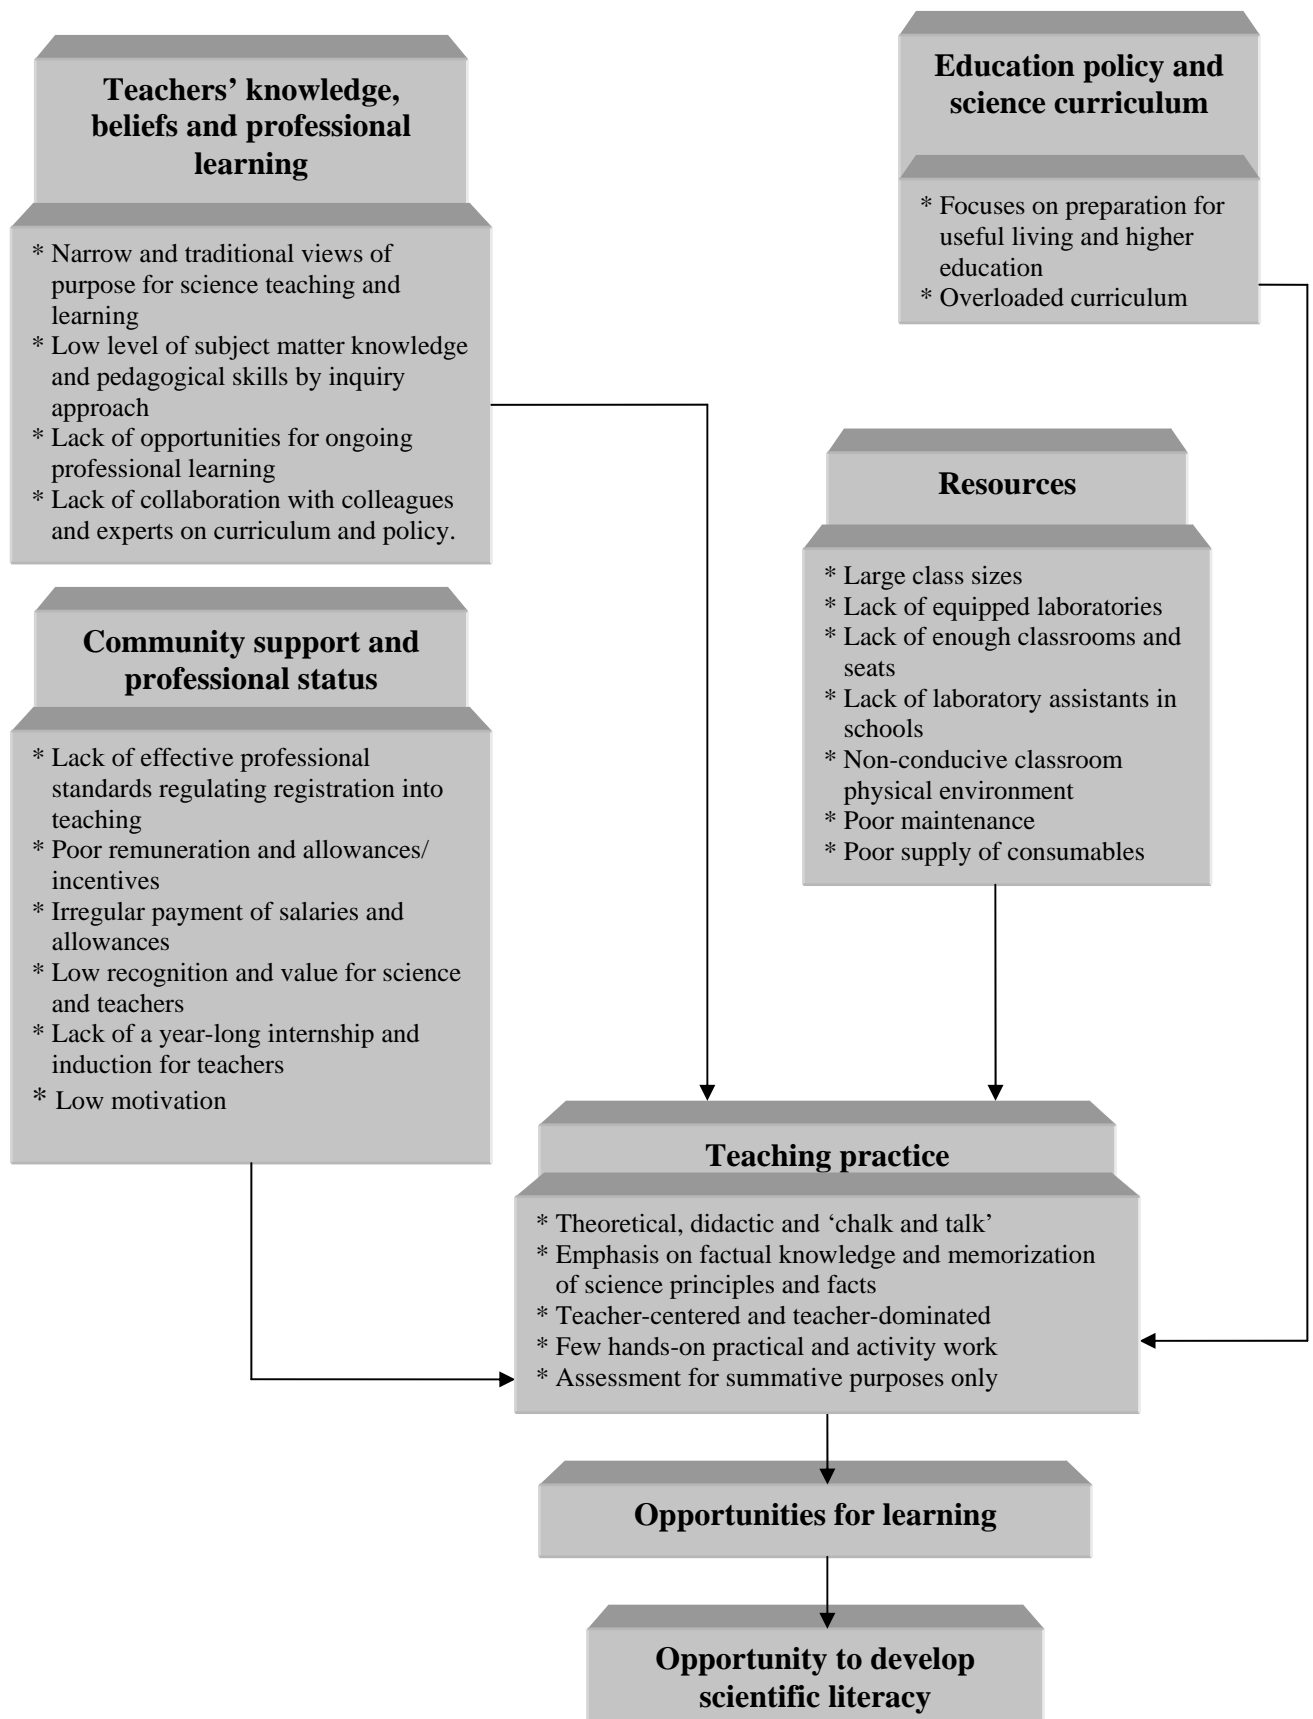 Teachers’ knowledge,
beliefs and professional
learning
* Narrow and traditional views of
purpose for science teaching and
learning
* Low level of subject matter knowledge
and pedagogical skills by inquiry
approach
* Lack of opportunities for ongoing
professional learning
* Lack of collaboration with colleagues
and experts on curriculum and policy.
Education policy and
science curriculum
* Focuses on preparation for
useful living and higher
education
* Overloaded curriculum
Community support and
professional status
* Lack of effective professional
standards regulating registration into
teaching
* Poor remuneration and allowances/
incentives
* Irregular payment of salaries and
allowances
* Low recognition and value for science
and teachers
* Lack of a year-long internship and
induction for teachers
* Low motivation
Resources
* Large class sizes
* Lack of equipped laboratories
* Lack of enough classrooms and
seats
* Lack of laboratory assistants in
schools
* Non-conducive classroom
physical environment
* Poor maintenance
* Poor supply of consumables
Teaching practice
* Theoretical, didactic and ‘chalk and talk’
* Emphasis on factual knowledge and memorization
of science principles and facts
* Teacher-centered and teacher-dominated
* Few hands-on practical and activity work
* Assessment for summative purposes only
Opportunities for learning
Opportunity to develop
scientific literacy